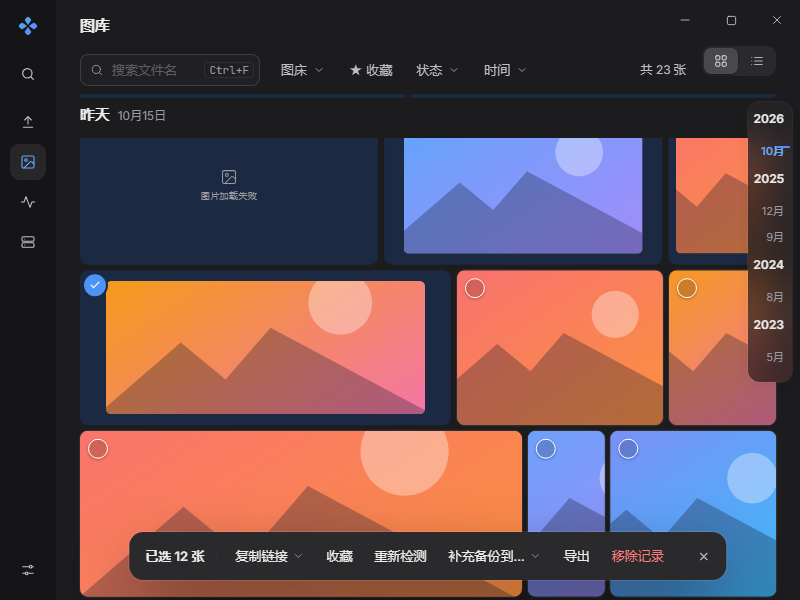 图库
搜索文件名 Ctrl+F 图床 ★ 收藏 状态 时间 共 23 张
昨天 10月15日
图片加载失败
2026
10月
2025
12月
9月
2024
8月
2023
5月
已选 12 张 复制链接 收藏 重新检测 补充备份到... 导出 移除记录